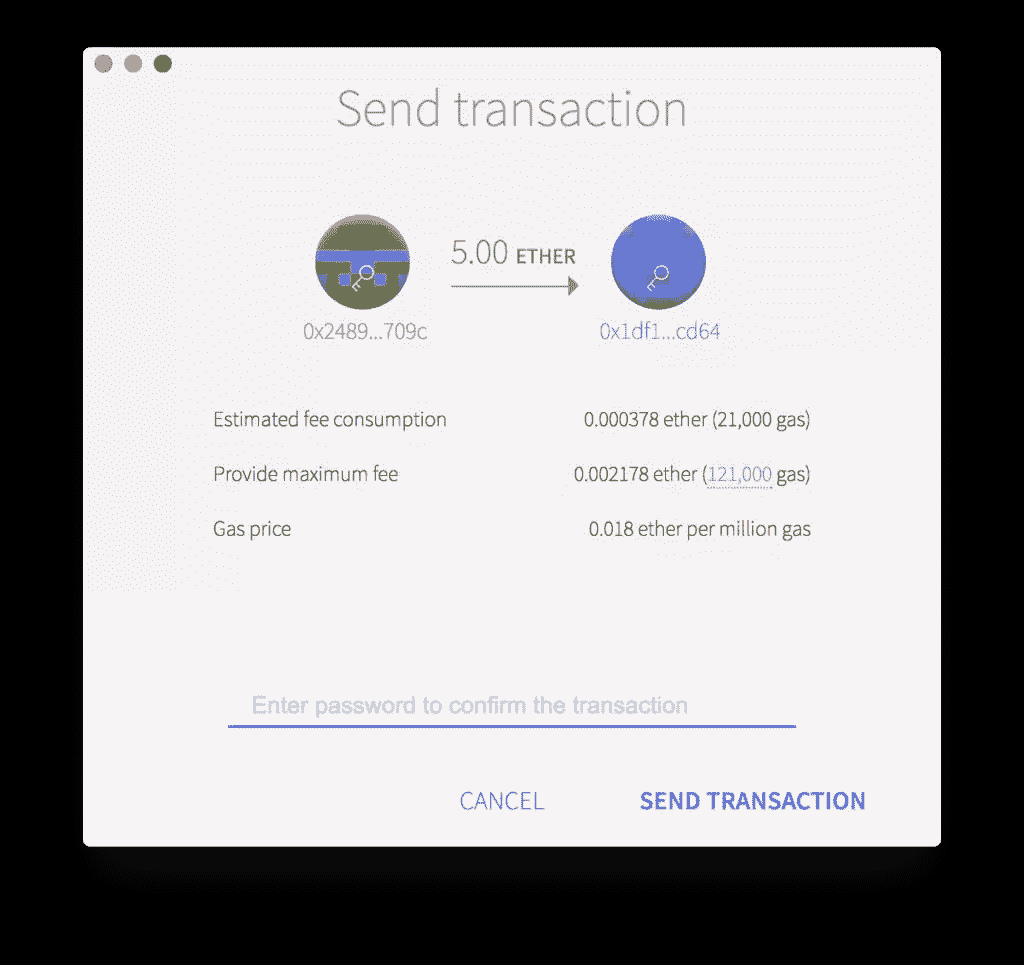 Send transaction
5.00 ETHER
0x2489...709c
0x1df1...cd64
Estimated fee consumption 0.000378 ether (21,000 gas)
Provide maximum fee 0.002178 ether (121,000 gas)
Gas price 0.018 ether per million gas
Enter password to confirm the transaction
CANCEL SEND TRANSACTION